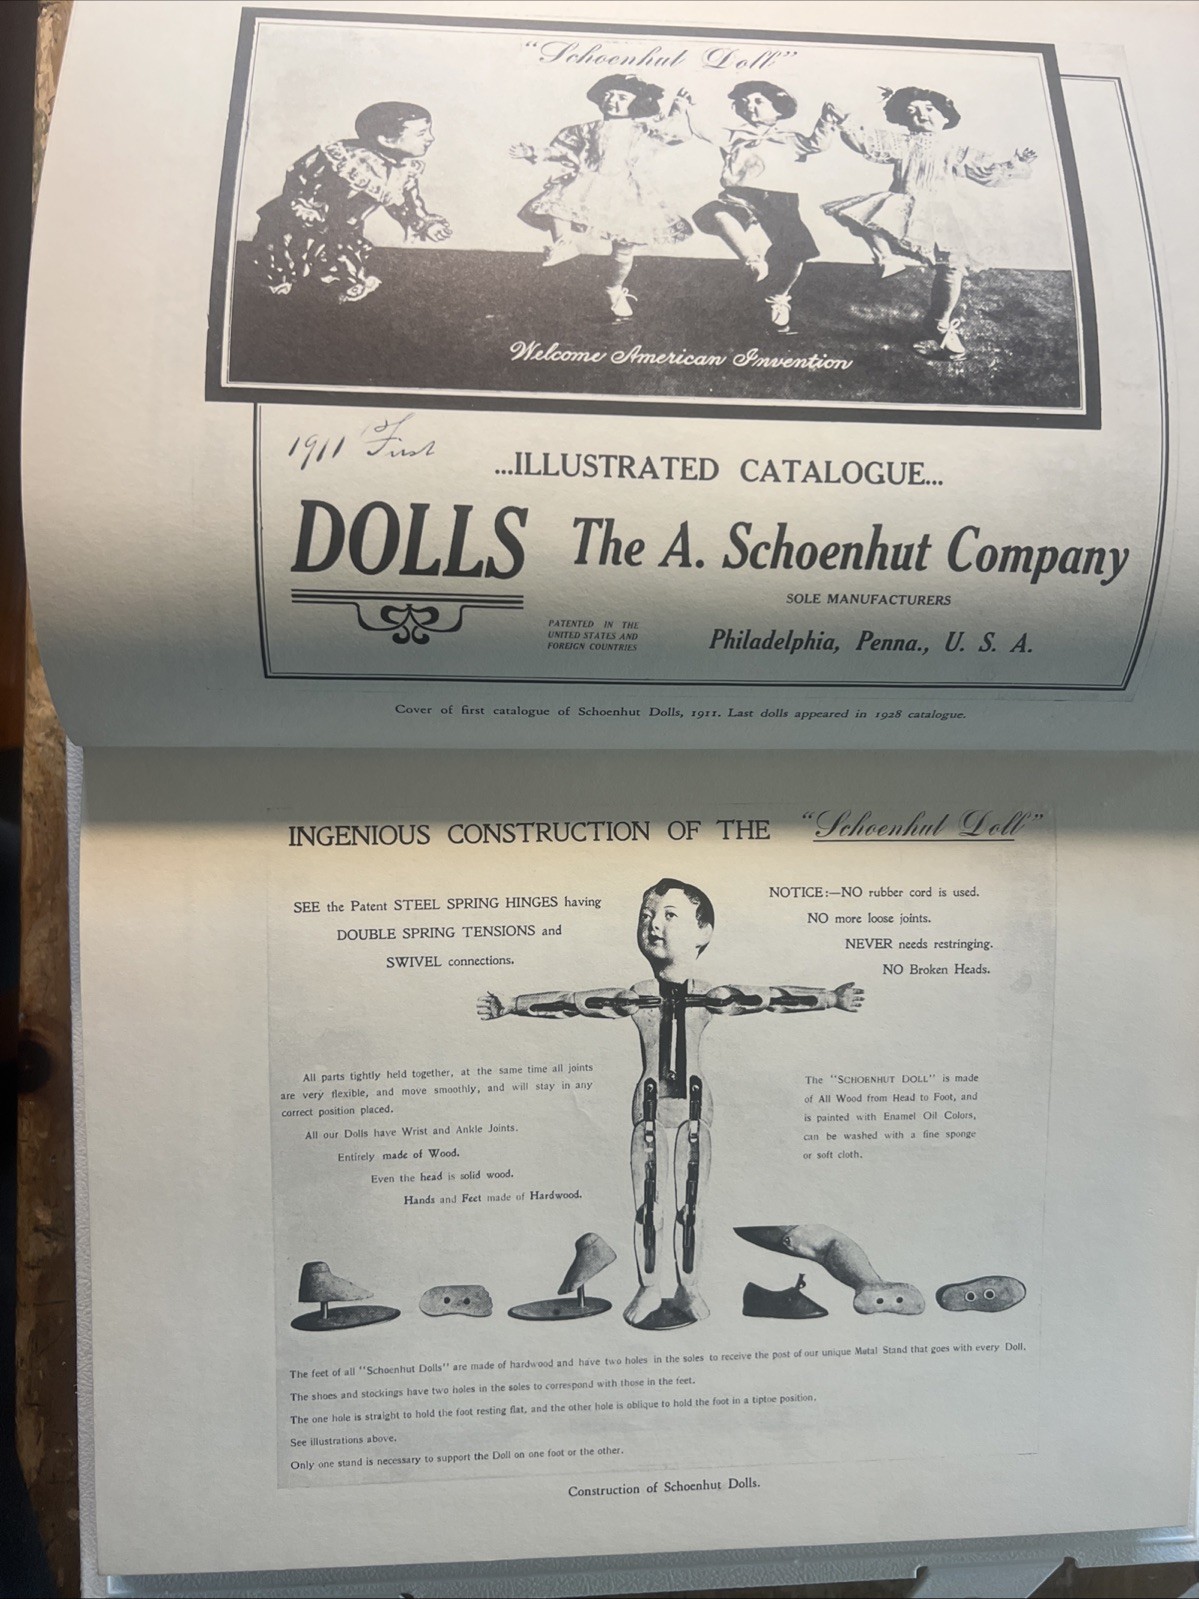 "Schoenhut Doll"
Welcome American Invention
1911 First
...ILLUSTRATED CATALOGUE...
DOLLS The A. Schoenhut Company
SOLE MANUFACTURERS
PATENTED IN THE
UNITED STATES AND
FOREIGN COUNTRIES
Philadelphia, Penna., U. S. A.
Cover of first catalogue of Schoenhut Dolls, 1911. Last dolls appeared in 1928 catalogue.
INGENIOUS CONSTRUCTION OF THE "Schoenhut Doll"
SEE the Patent STEEL SPRING HINGES having
DOUBLE SPRING TENSIONS and
SWIVEL connections.
NOTICE:—NO rubber cord is used.
NO more loose joints.
NEVER needs restringing.
NO Broken Heads.
All parts tightly held together, at the same time all joints
are very flexible, and move smoothly, and will stay in any
correct position placed.
All our Dolls have Wrist and Ankle Joints.
Entirely made of Wood.
Even the head is solid wood.
Hands and Feet made of Hardwood.
The "SCHOENHUT DOLL" is made
of All Wood from Head to Foot, and
is painted with Enamel Oil Colors,
can be washed with a fine sponge
or soft cloth.
The feet of all "Schoenhut Dolls" are made of hardwood and have two holes in the soles to receive the post of our unique Metal Stand that goes with every Doll.
The shoes and stockings have two holes in the soles to correspond with those in the feet.
The one hole is straight to hold the foot resting flat, and the other hole is oblique to hold the foot in a tiptoe position.
See illustrations above.
Only one stand is necessary to support the Doll on one foot or the other.
Construction of Schoenhut Dolls.